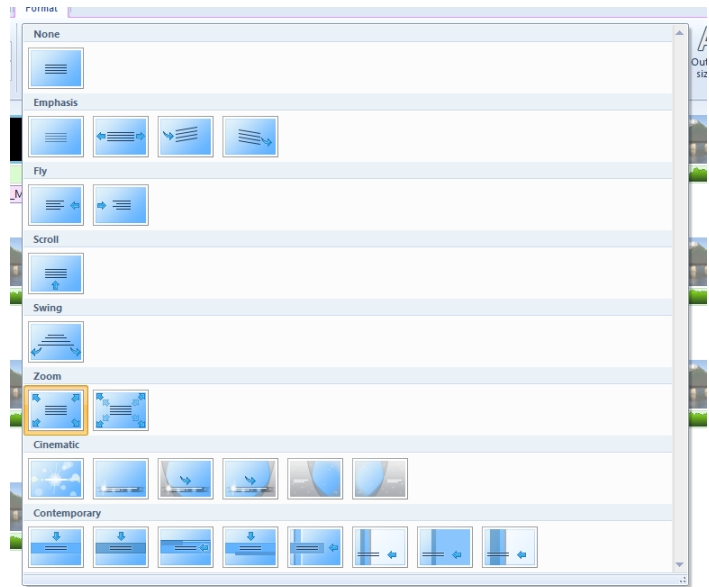 Format
None
Emphasis
Fly
Scroll
Swing
Zoom
Cinematic
Contemporary